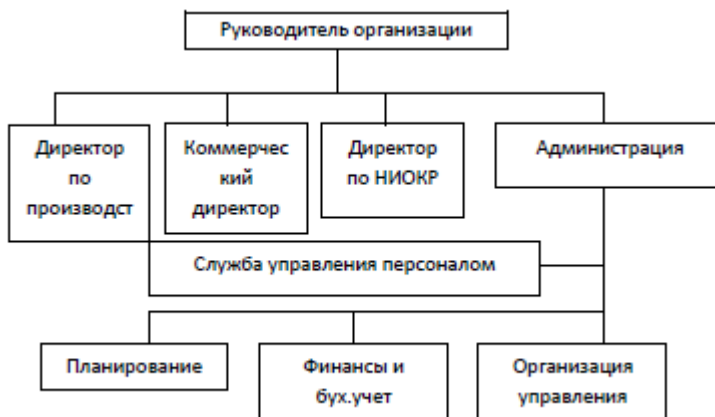 Руководитель организации
Директор
по
производст
Коммерчес
кий
директор
Директор
по НИОКР
Администрация
Служба управления персоналом
Планирование
Финансы и
бух.учет
Организация
управления